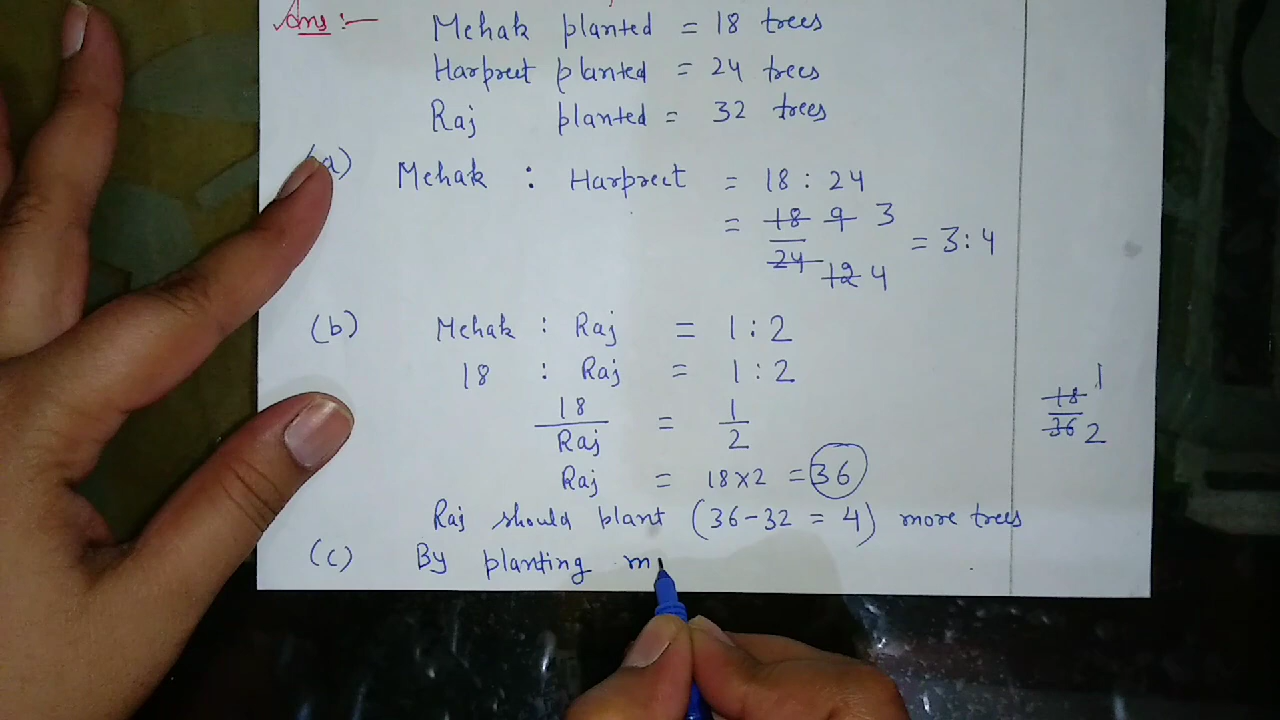 Ans :-
Mehak planted = 18 trees
Harpreet planted = 24 trees
Raj planted = 32 trees
(a) Mehak : Harpreet = 18 : 24
= 18 9 3
24 12 4
= 3 : 4
(b) Mehak : Raj = 1 : 2
18 : Raj = 1 : 2
18 / Raj = 1 / 2
18 1
36 2
Raj = 18 x 2 = 36
Raj should plant (36 - 32 = 4) more trees
(c) By planting m